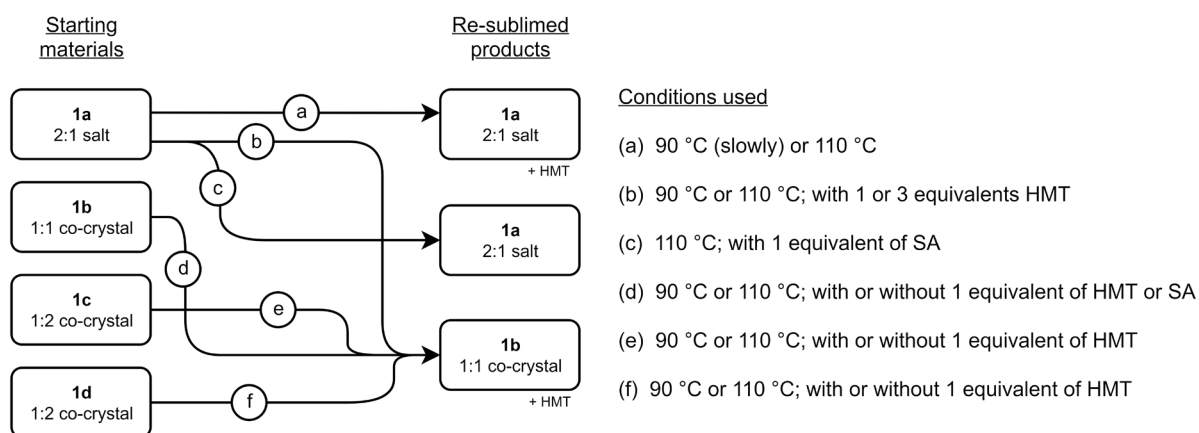 Starting
materials
Re-sublimed
products
1a
2:1 salt
1b
1:1 co-crystal
1c
1:2 co-crystal
1d
1:2 co-crystal
a
b
c
d
e
f
1a
2:1 salt
+ HMT
1a
2:1 salt
1b
1:1 co-crystal
+ HMT
Conditions used
(a) 90 °C (slowly) or 110 °C
(b) 90 °C or 110 °C; with 1 or 3 equivalents HMT
(c) 110 °C; with 1 equivalent of SA
(d) 90 °C or 110 °C; with or without 1 equivalent of HMT or SA
(e) 90 °C or 110 °C; with or without 1 equivalent of HMT
(f) 90 °C or 110 °C; with or without 1 equivalent of HMT